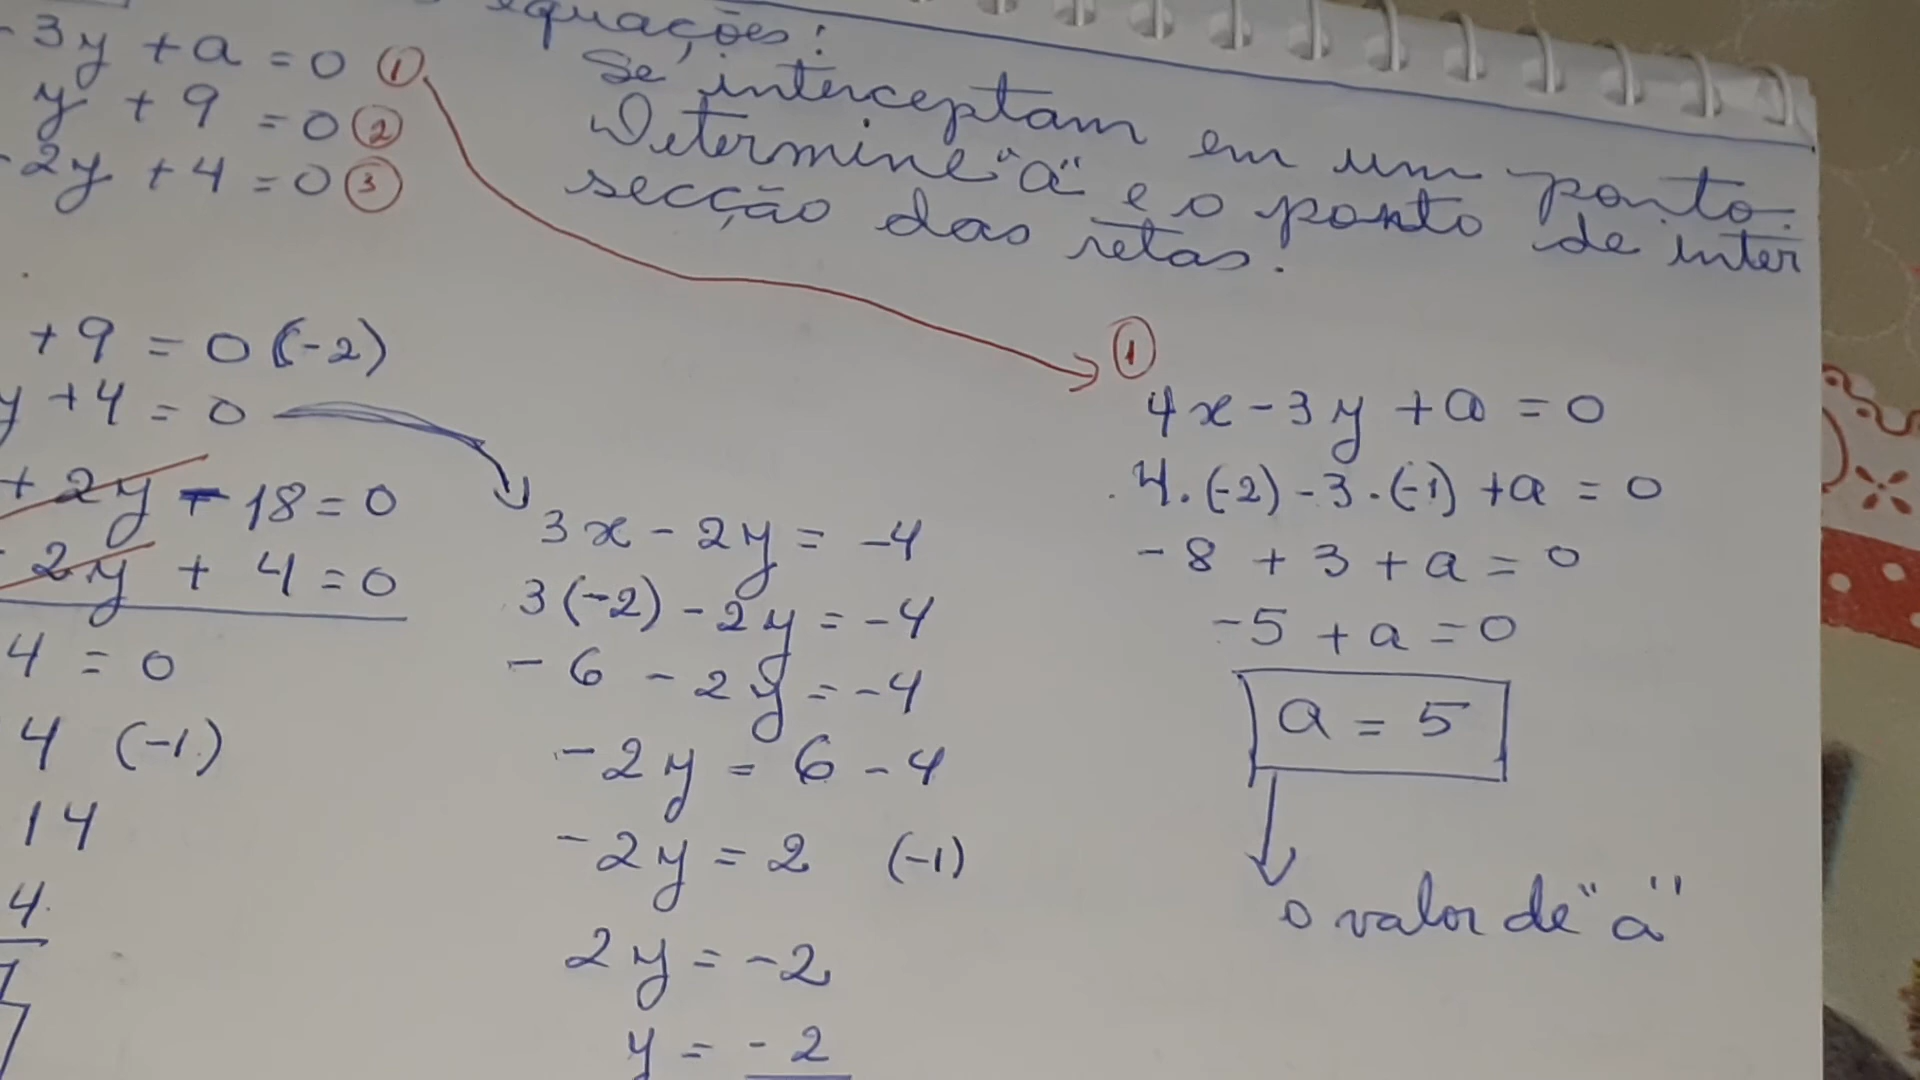 equações:
-3y + a = 0 ①
y + 9 = 0 ②
-2y + 4 = 0 ③
Se interceptam em um ponto.
Determine "a" e o ponto de inter
secção das retas.
+ 9 = 0 (-2)
y + 4 = 0
+ 2y - 18 = 0
- 2y + 4 = 0
4 = 0
4 (-1)
14
4
7
3x - 2y = -4
3(-2) - 2y = -4
- 6 - 2y = -4
- 2y = 6 - 4
- 2y = 2 (-1)
2y = -2
y = - 2
①
4x - 3y + a = 0
4.(-2) - 3.(-1) + a = 0
- 8 + 3 + a = 0
- 5 + a = 0
a = 5
o valor de "a"